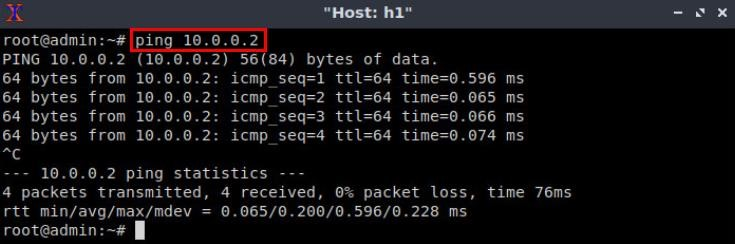 "Host: h1"
root@admin:~# ping 10.0.0.2
PING 10.0.0.2 (10.0.0.2) 56(84) bytes of data.
64 bytes from 10.0.0.2: icmp_seq=1 ttl=64 time=0.596 ms
64 bytes from 10.0.0.2: icmp_seq=2 ttl=64 time=0.065 ms
64 bytes from 10.0.0.2: icmp_seq=3 ttl=64 time=0.066 ms
64 bytes from 10.0.0.2: icmp_seq=4 ttl=64 time=0.074 ms
^C
--- 10.0.0.2 ping statistics ---
4 packets transmitted, 4 received, 0% packet loss, time 76ms
rtt min/avg/max/mdev = 0.065/0.200/0.596/0.228 ms
root@admin:~#